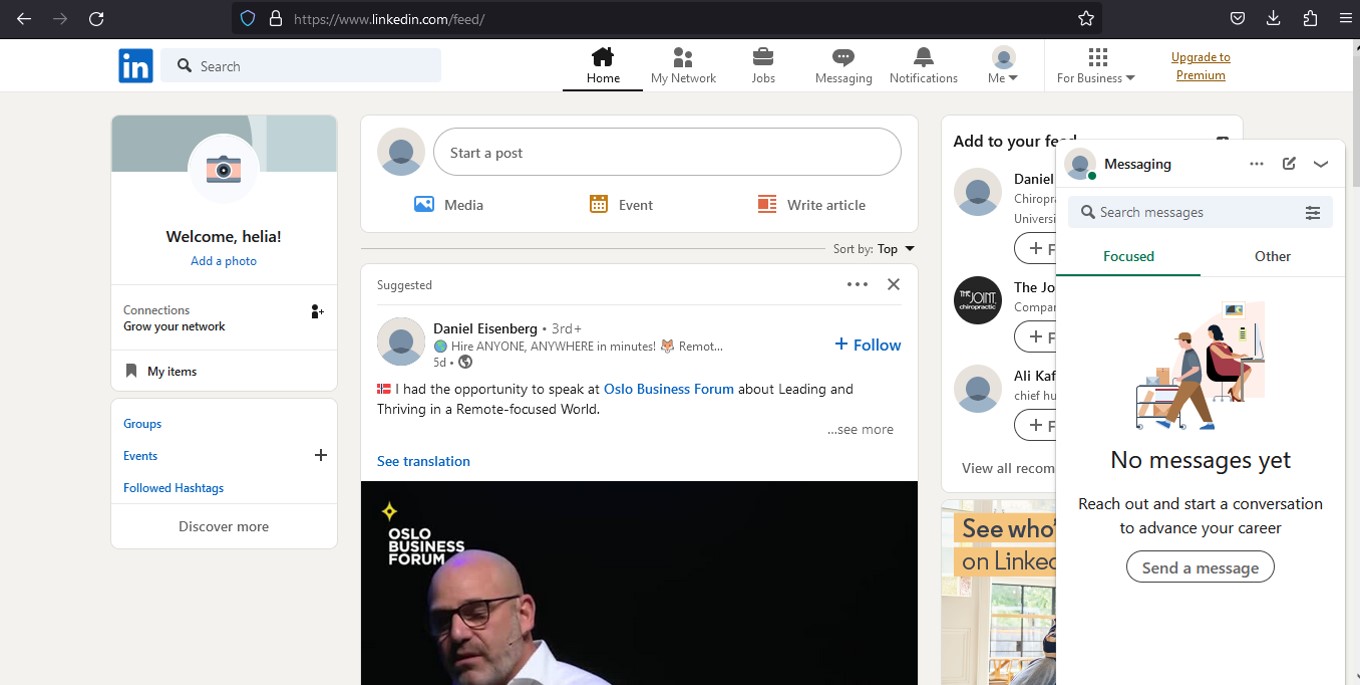 https://www.linkedin.com/feed/
in
Search
Home
My Network
Jobs
Messaging
Notifications
Me
For Business
Upgrade to
Premium
Welcome, helia!
Add a photo
Connections
Grow your network
My items
Groups
Events
Followed Hashtags
Discover more
Start a post
Media
Event
Write article
Sort by: Top
Suggested
Daniel Eisenberg • 3rd+
🌍 Hire ANYONE, ANYWHERE in minutes! 🦊 Remot...
5d •
+ Follow
🇳🇴 I had the opportunity to speak at Oslo Business Forum about Leading and
Thriving in a Remote-focused World.
...see more
See translation
OSLO
BUSINESS
FORUM
Add to your feed
Daniel
Chiropra
Universi
+ F
THE JOINT
chiropractic
The Jo
Compan
+ F
Ali Kaf
chief hu
+ F
View all recom
See who'
on Linked
Messaging
Search messages
Focused
Other
No messages yet
Reach out and start a conversation
to advance your career
Send a message